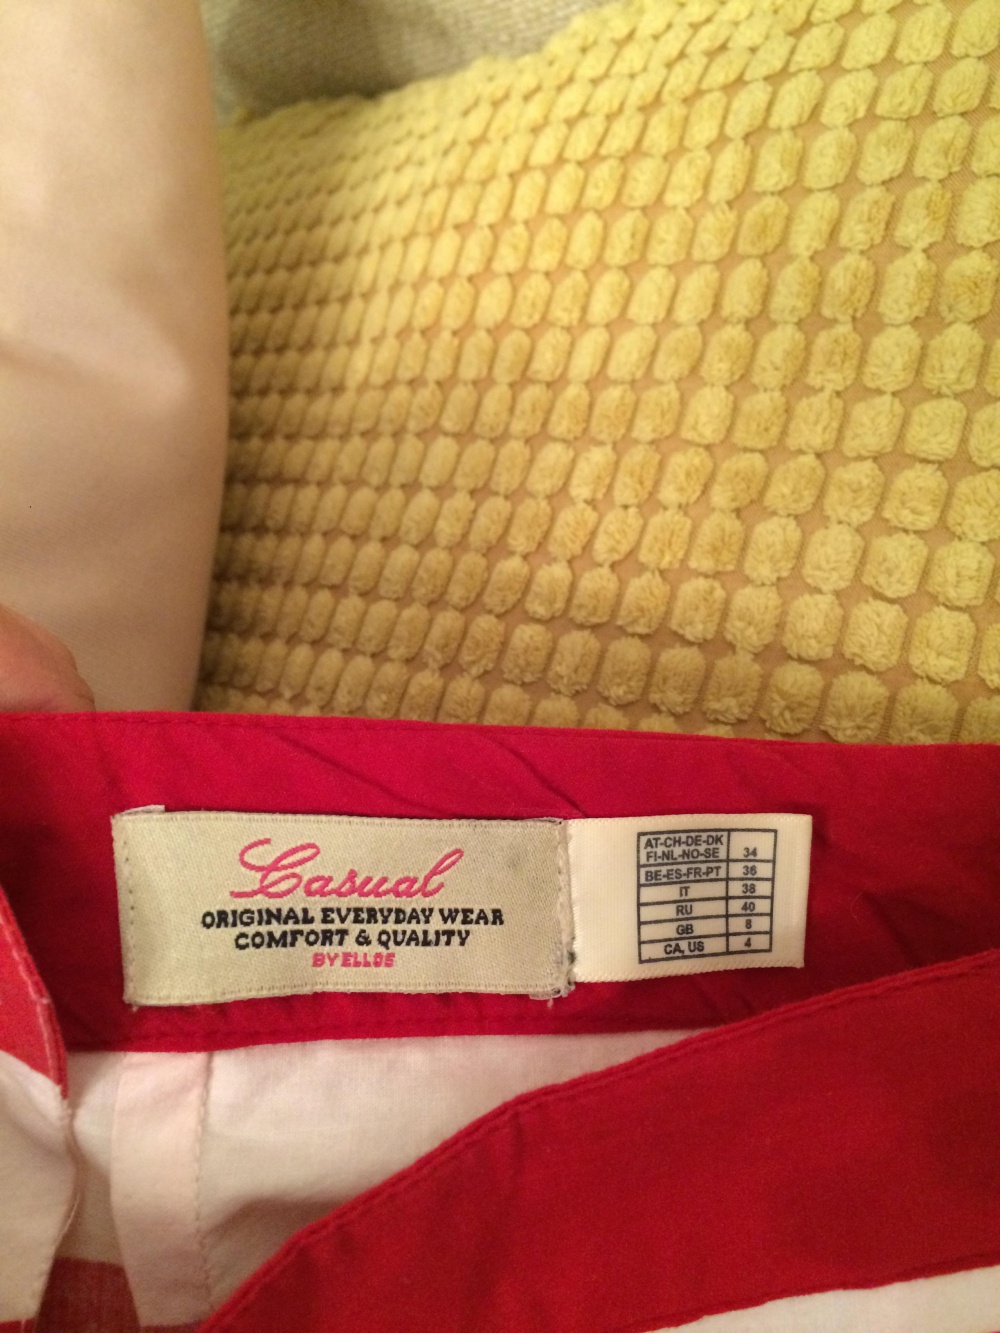 Casual
ORIGINAL EVERYDAY WEAR
COMFORT & QUALITY
BY ELLOS
AT-CH-DE-DK
FI-NL-NO-SE 34
BE-ES-FR-PT 36
IT 38
RU 40
GB 8
CA, US 4